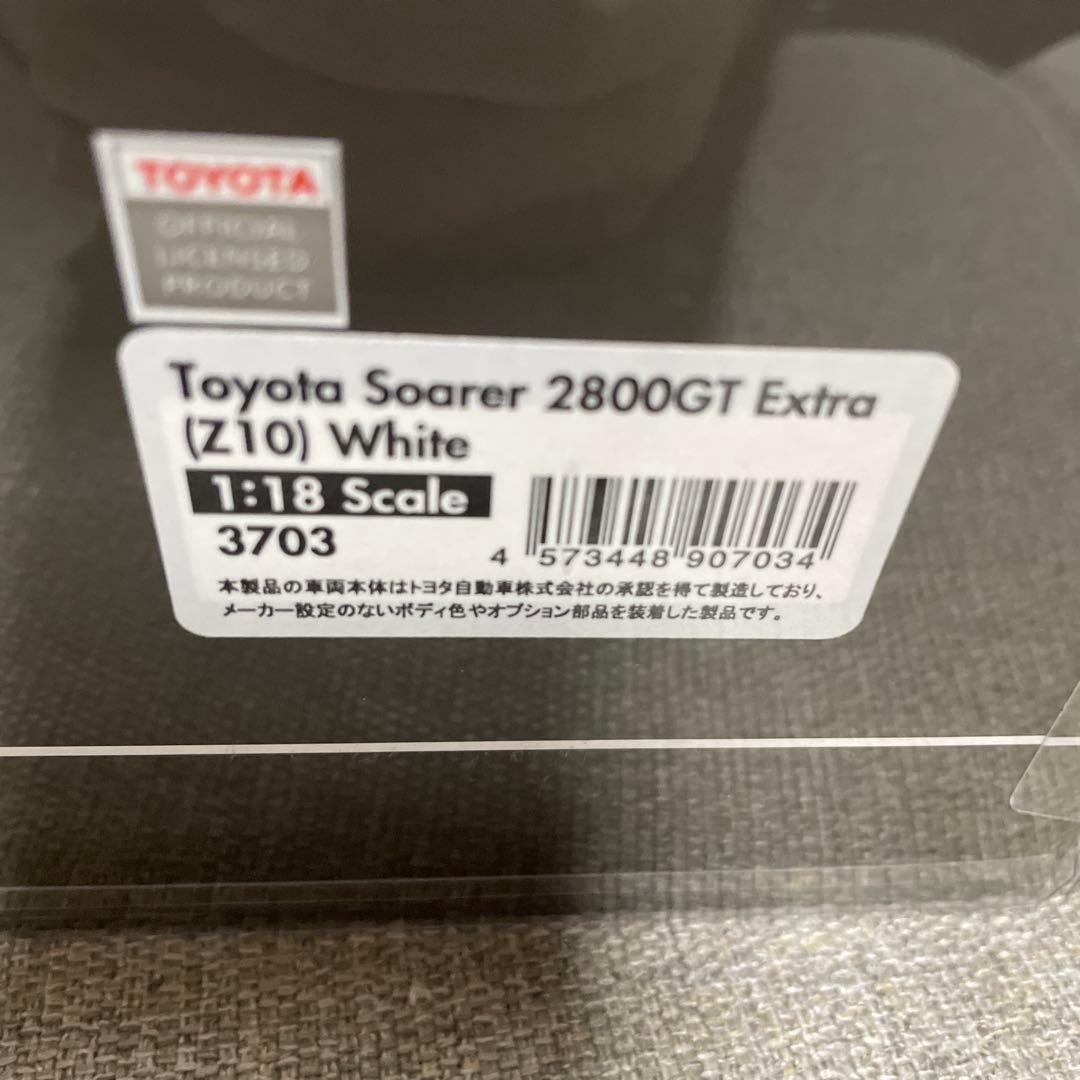 TOYOTA
OFFICIAL
LICENSED
PRODUCT
Toyota Soarer 2800GT Extra
(Z10) White
1:18 Scale
3703
4 573448 907034
本製品の車両本体はトヨタ自動車株式会社の承認を得て製造しており、
メーカー設定のないボディ色やオプション部品を装着した製品です。